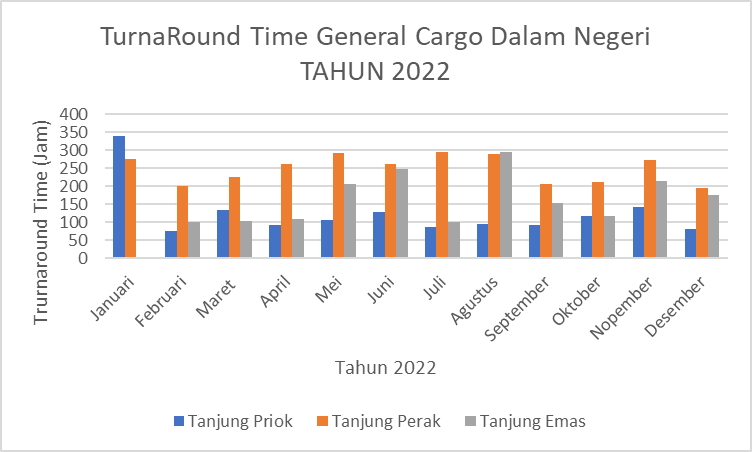 TurnaRound Time General Cargo Dalam Negeri
TAHUN 2022
Trurnaround Time (Jam)
400
350
300
250
200
150
100
50
0
Januari
Februari
Maret
April
Mei
Juni
Juli
Agustus
September
Oktober
Nopember
Desember
Tahun 2022
Tanjung Priok
Tanjung Perak
Tanjung Emas